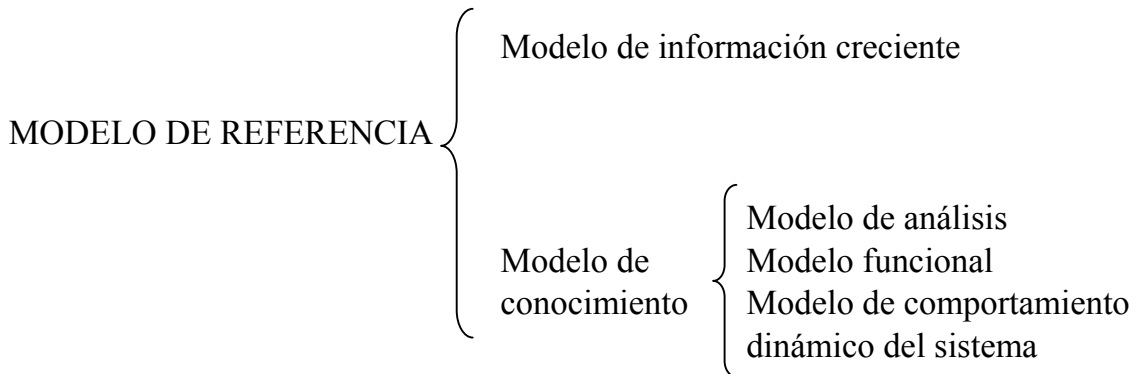 Modelo de información creciente
MODELO DE REFERENCIA
Modelo de análisis
Modelo de
conocimiento
Modelo funcional
Modelo de comportamiento
dinámico del sistema